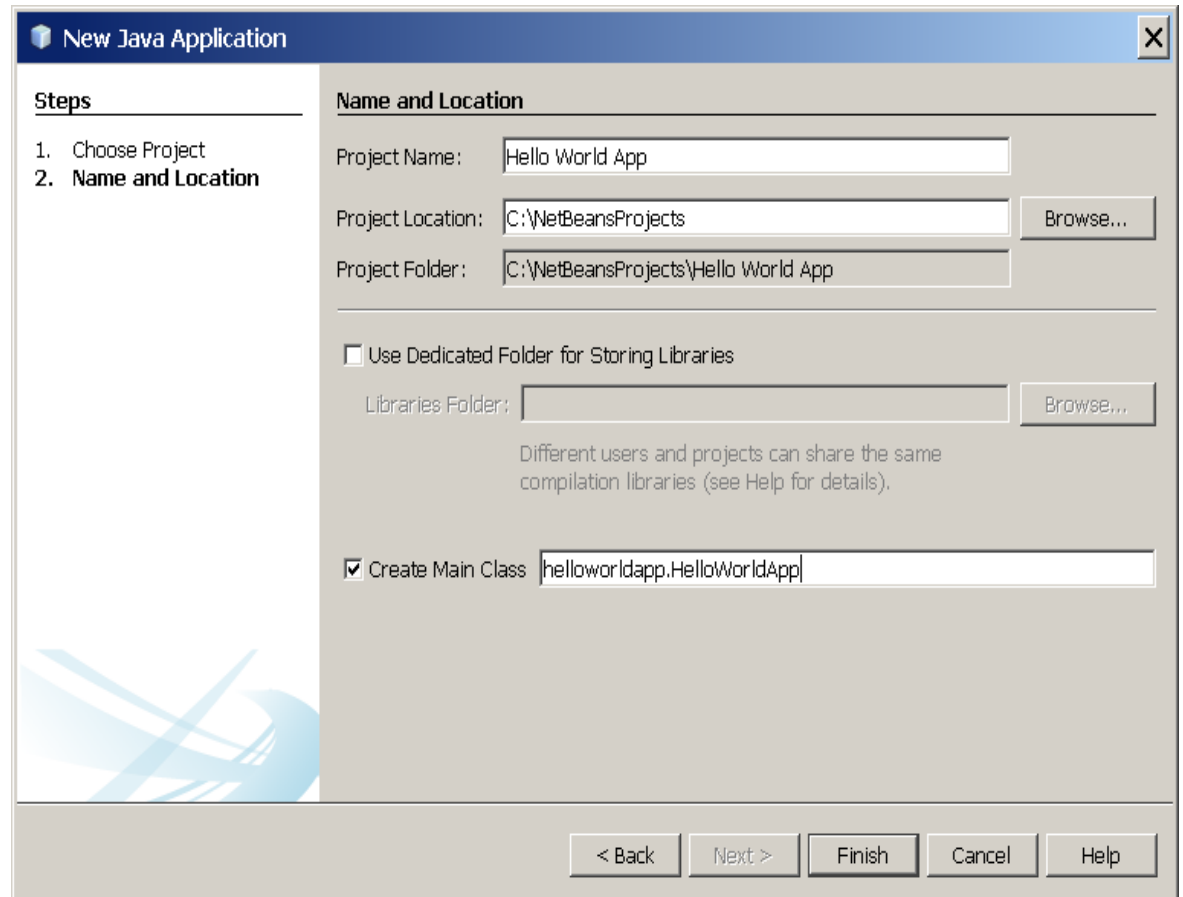 New Java Application
Steps
1. Choose Project
2. Name and Location
Name and Location
Project Name: Hello World App
Project Location: C:\NetBeansProjects Browse...
Project Folder: C:\NetBeansProjects\Hello World App
Use Dedicated Folder for Storing Libraries
Libraries Folder: Browse...
Different users and projects can share the same
compilation libraries (see Help for details).
Create Main Class helloworldapp.HelloWorldApp
< Back Next > Finish Cancel Help